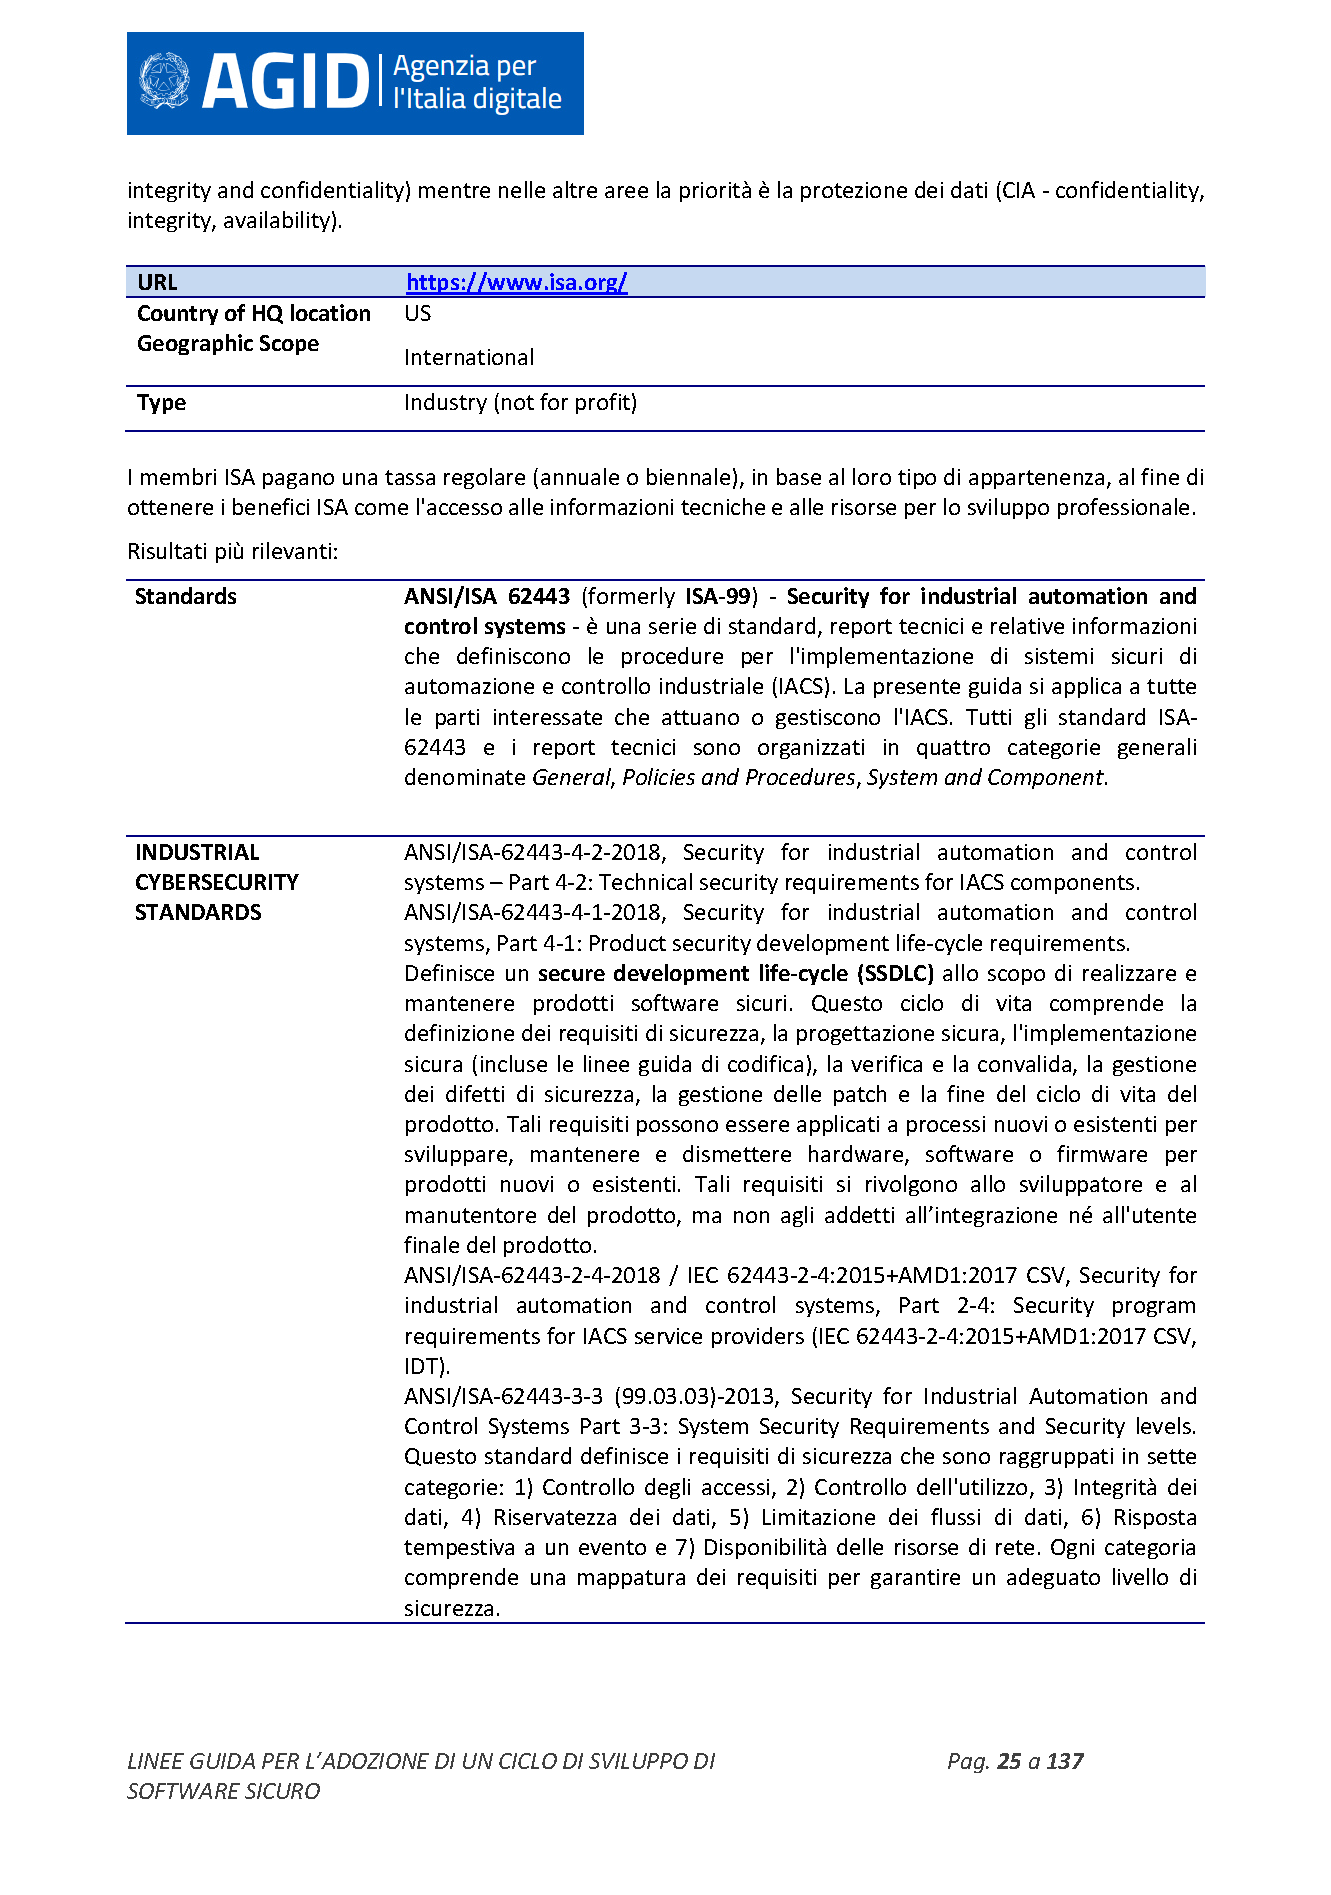 AGID Agenzia per
l'Italia digitale
integrity and confidentiality) mentre nelle altre aree la priorità è la protezione dei dati (CIA - confidentiality,
integrity, availability).
URL https://www.isa.org/
Country of HQ location US
Geographic Scope
International
Type Industry (not for profit)
I membri ISA pagano una tassa regolare (annuale o biennale), in base al loro tipo di appartenenza, al fine di
ottenere i benefici ISA come l'accesso alle informazioni tecniche e alle risorse per lo sviluppo professionale.
Risultati più rilevanti:
Standards ANSI/ISA 62443 (formerly ISA-99) - Security for industrial automation and
control systems - è una serie di standard, report tecnici e relative informazioni
che definiscono le procedure per l'implementazione di sistemi sicuri di
automazione e controllo industriale (IACS). La presente guida si applica a tutte
le parti interessate che attuano o gestiscono l'IACS. Tutti gli standard ISA-
62443 e i report tecnici sono organizzati in quattro categorie generali
denominate General, Policies and Procedures, System and Component.
INDUSTRIAL ANSI/ISA-62443-4-2-2018, Security for industrial automation and control
CYBERSECURITY systems – Part 4-2: Technical security requirements for IACS components.
STANDARDS ANSI/ISA-62443-4-1-2018, Security for industrial automation and control
systems, Part 4-1: Product security development life-cycle requirements.
Definisce un secure development life-cycle (SSDLC) allo scopo di realizzare e
mantenere prodotti software sicuri. Questo ciclo di vita comprende la
definizione dei requisiti di sicurezza, la progettazione sicura, l'implementazione
sicura (incluse le linee guida di codifica), la verifica e la convalida, la gestione
dei difetti di sicurezza, la gestione delle patch e la fine del ciclo di vita del
prodotto. Tali requisiti possono essere applicati a processi nuovi o esistenti per
sviluppare, mantenere e dismettere hardware, software o firmware per
prodotti nuovi o esistenti. Tali requisiti si rivolgono allo sviluppatore e al
manutentore del prodotto, ma non agli addetti all’integrazione né all'utente
finale del prodotto.
ANSI/ISA-62443-2-4-2018 / IEC 62443-2-4:2015+AMD1:2017 CSV, Security for
industrial automation and control systems, Part 2-4: Security program
requirements for IACS service providers (IEC 62443-2-4:2015+AMD1:2017 CSV,
IDT).
ANSI/ISA-62443-3-3 (99.03.03)-2013, Security for Industrial Automation and
Control Systems Part 3-3: System Security Requirements and Security levels.
Questo standard definisce i requisiti di sicurezza che sono raggruppati in sette
categorie: 1) Controllo degli accessi, 2) Controllo dell'utilizzo, 3) Integrità dei
dati, 4) Riservatezza dei dati, 5) Limitazione dei flussi di dati, 6) Risposta
tempestiva a un evento e 7) Disponibilità delle risorse di rete. Ogni categoria
comprende una mappatura dei requisiti per garantire un adeguato livello di
sicurezza.
LINEE GUIDA PER L’ADOZIONE DI UN CICLO DI SVILUPPO DI Pag. 25 a 137
SOFTWARE SICURO